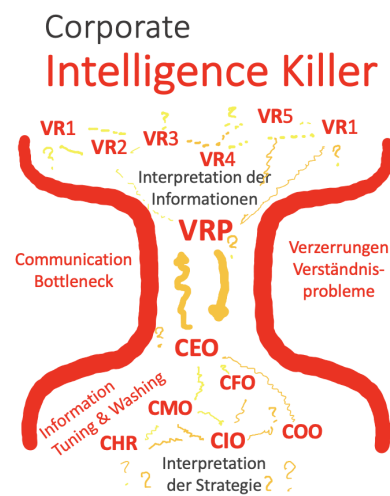 Corporate
Intelligence Killer
VR1
VR2
VR3
VR4
VR5
VR1
?
?
?
?
?
Interpretation der
Informationen
VRP
?
Communication
Bottleneck
Verzerrungen
Verständnis-
probleme
?
CEO
Information
Tuning & Washing
CFO
CMO
CHR
CIO
COO
?
?
Interpretation
der Strategie
?
?
?
?